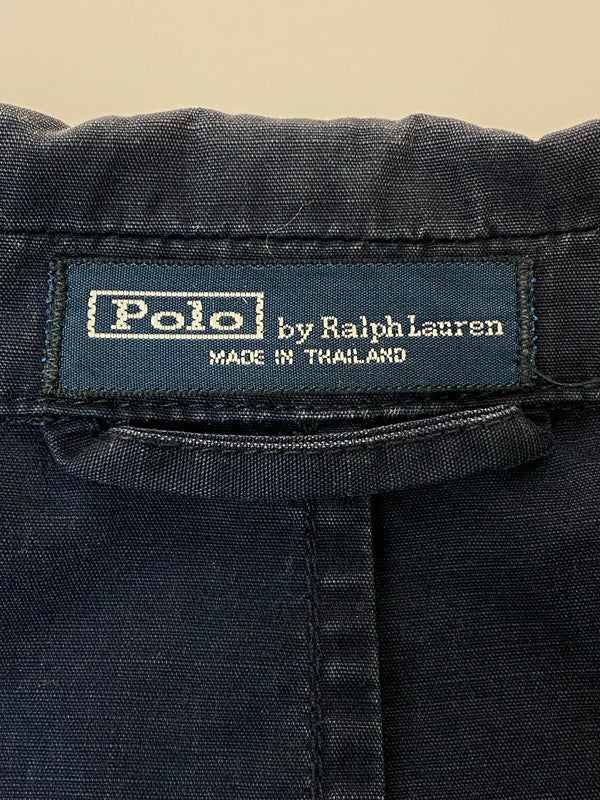 Polo by Ralph Lauren
MADE IN THAILAND